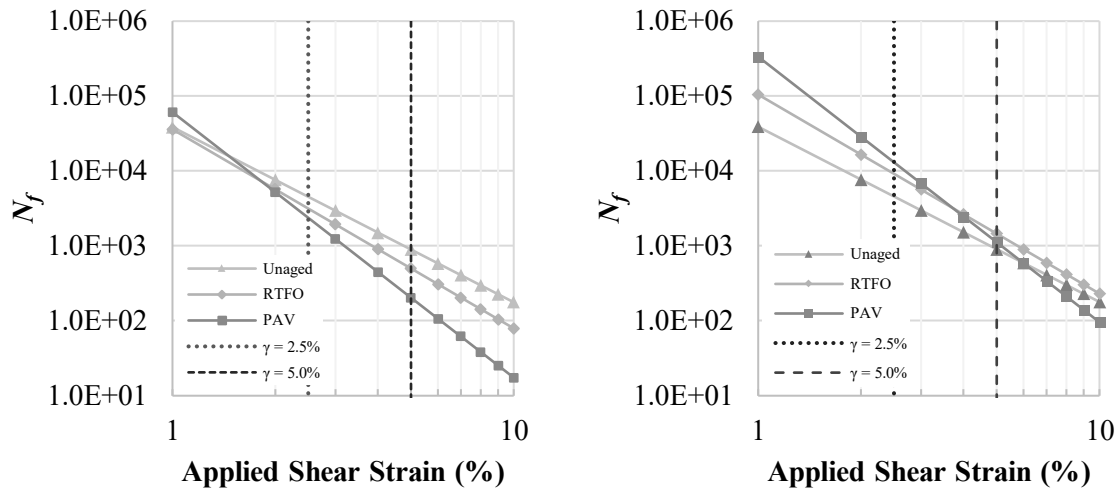 1.0E+06
1.0E+05
1.0E+04
1.0E+03
1.0E+02
1.0E+01
N_f
Unaged
RTFO
PAV
γ = 2.5%
γ = 5.0%
1
10
Applied Shear Strain (%)
1.0E+06
1.0E+05
1.0E+04
1.0E+03
1.0E+02
1.0E+01
N_f
Unaged
RTFO
PAV
γ = 2.5%
γ = 5.0%
1
10
Applied Shear Strain (%)